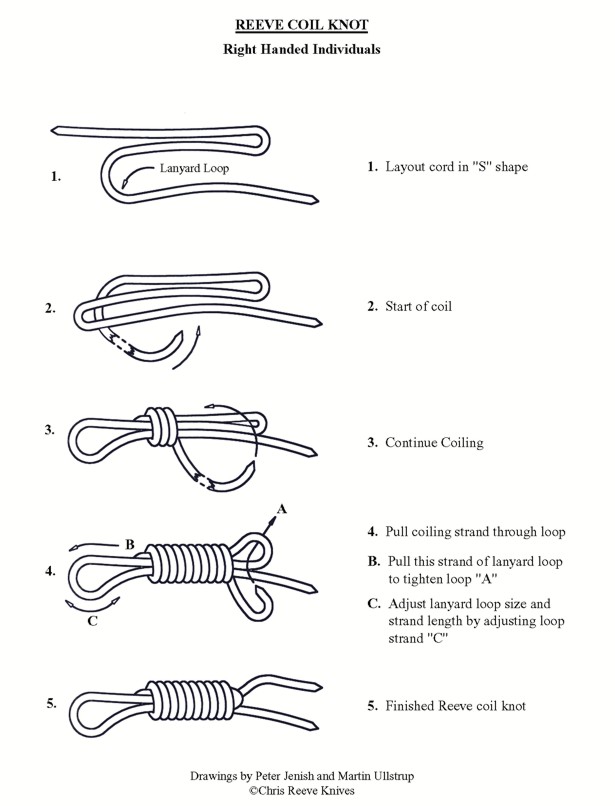 REEVE COIL KNOT
Right Handed Individuals
1.
Lanyard Loop
1. Layout cord in "S" shape
2.
2. Start of coil
3.
3. Continue Coiling
A
B
4.
C
4. Pull coiling strand through loop
B. Pull this strand of lanyard loop
to tighten loop "A"
C. Adjust lanyard loop size and
strand length by adjusting loop
strand "C"
5.
5. Finished Reeve coil knot
Drawings by Peter Jenish and Martin Ullstrup
©Chris Reeve Knives